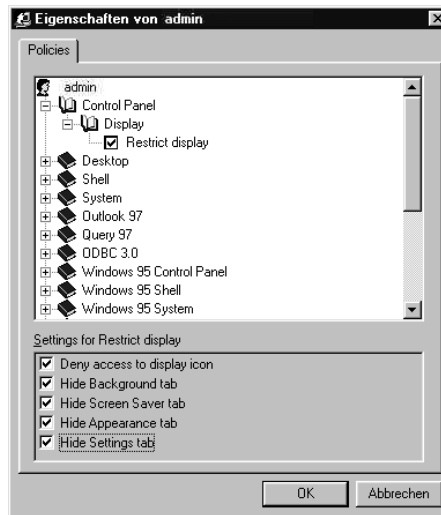 Eigenschaften von admin
Policies
admin
Control Panel
Display
Restrict display
Desktop
Shell
System
Outlook 97
Query 97
ODBC 3.0
Windows 95 Control Panel
Windows 95 Shell
Windows 95 System
Settings for Restrict display
Deny access to display icon
Hide Background tab
Hide Screen Saver tab
Hide Appearance tab
Hide Settings tab
OK Abbrechen